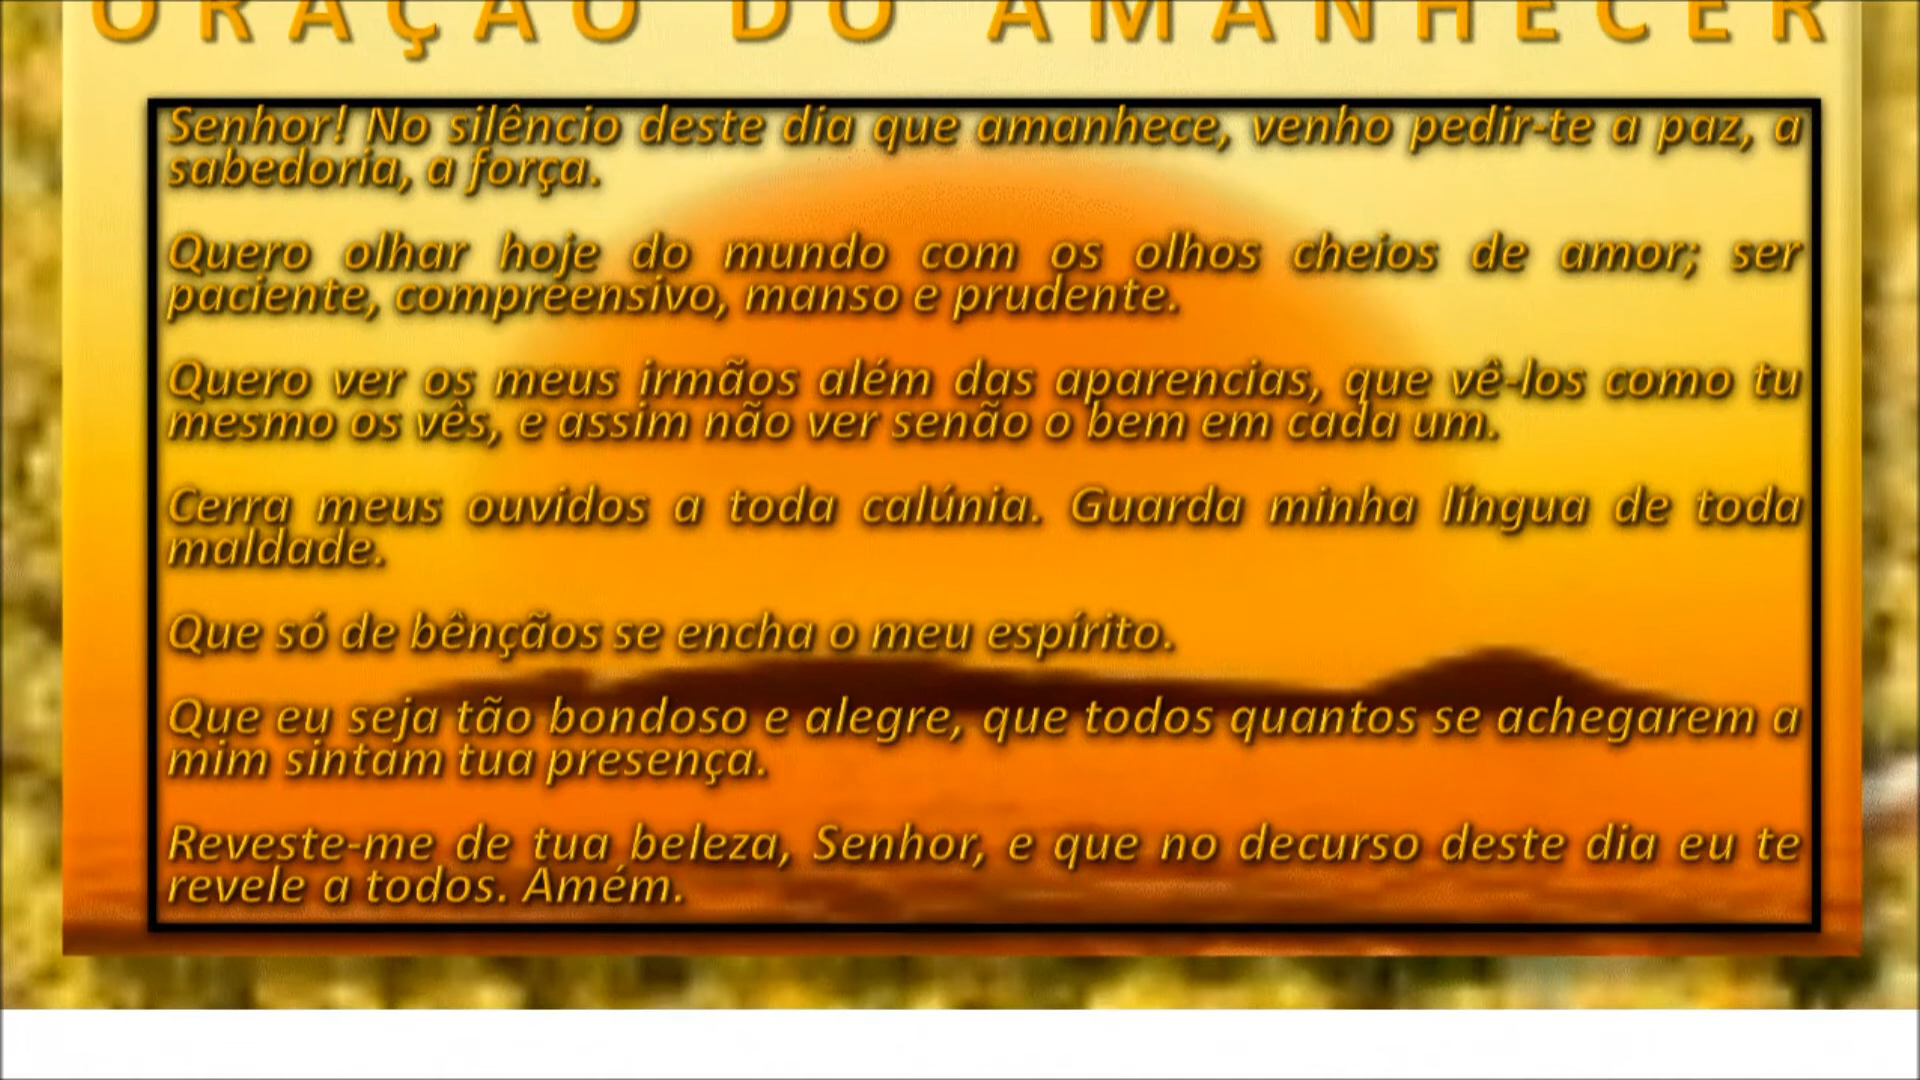 ORAÇÃO DO AMANHECER
Senhor! No silêncio deste dia que amanhece, venho pedir-te a paz, a
sabedoria, a força.
Quero olhar hoje do mundo com os olhos cheios de amor; ser
paciente, compreensivo, manso e prudente.
Quero ver os meus irmãos além das aparencias, que vê-los como tu
mesmo os vês, e assim não ver senão o bem em cada um.
Cerra meus ouvidos a toda calúnia. Guarda minha língua de toda
maldade.
Que só de bênçãos se encha o meu espírito.
Que eu seja tão bondoso e alegre, que todos quantos se achegarem a
mim sintam tua presença.
Reveste-me de tua beleza, Senhor, e que no decurso deste dia eu te
revele a todos. Amém.